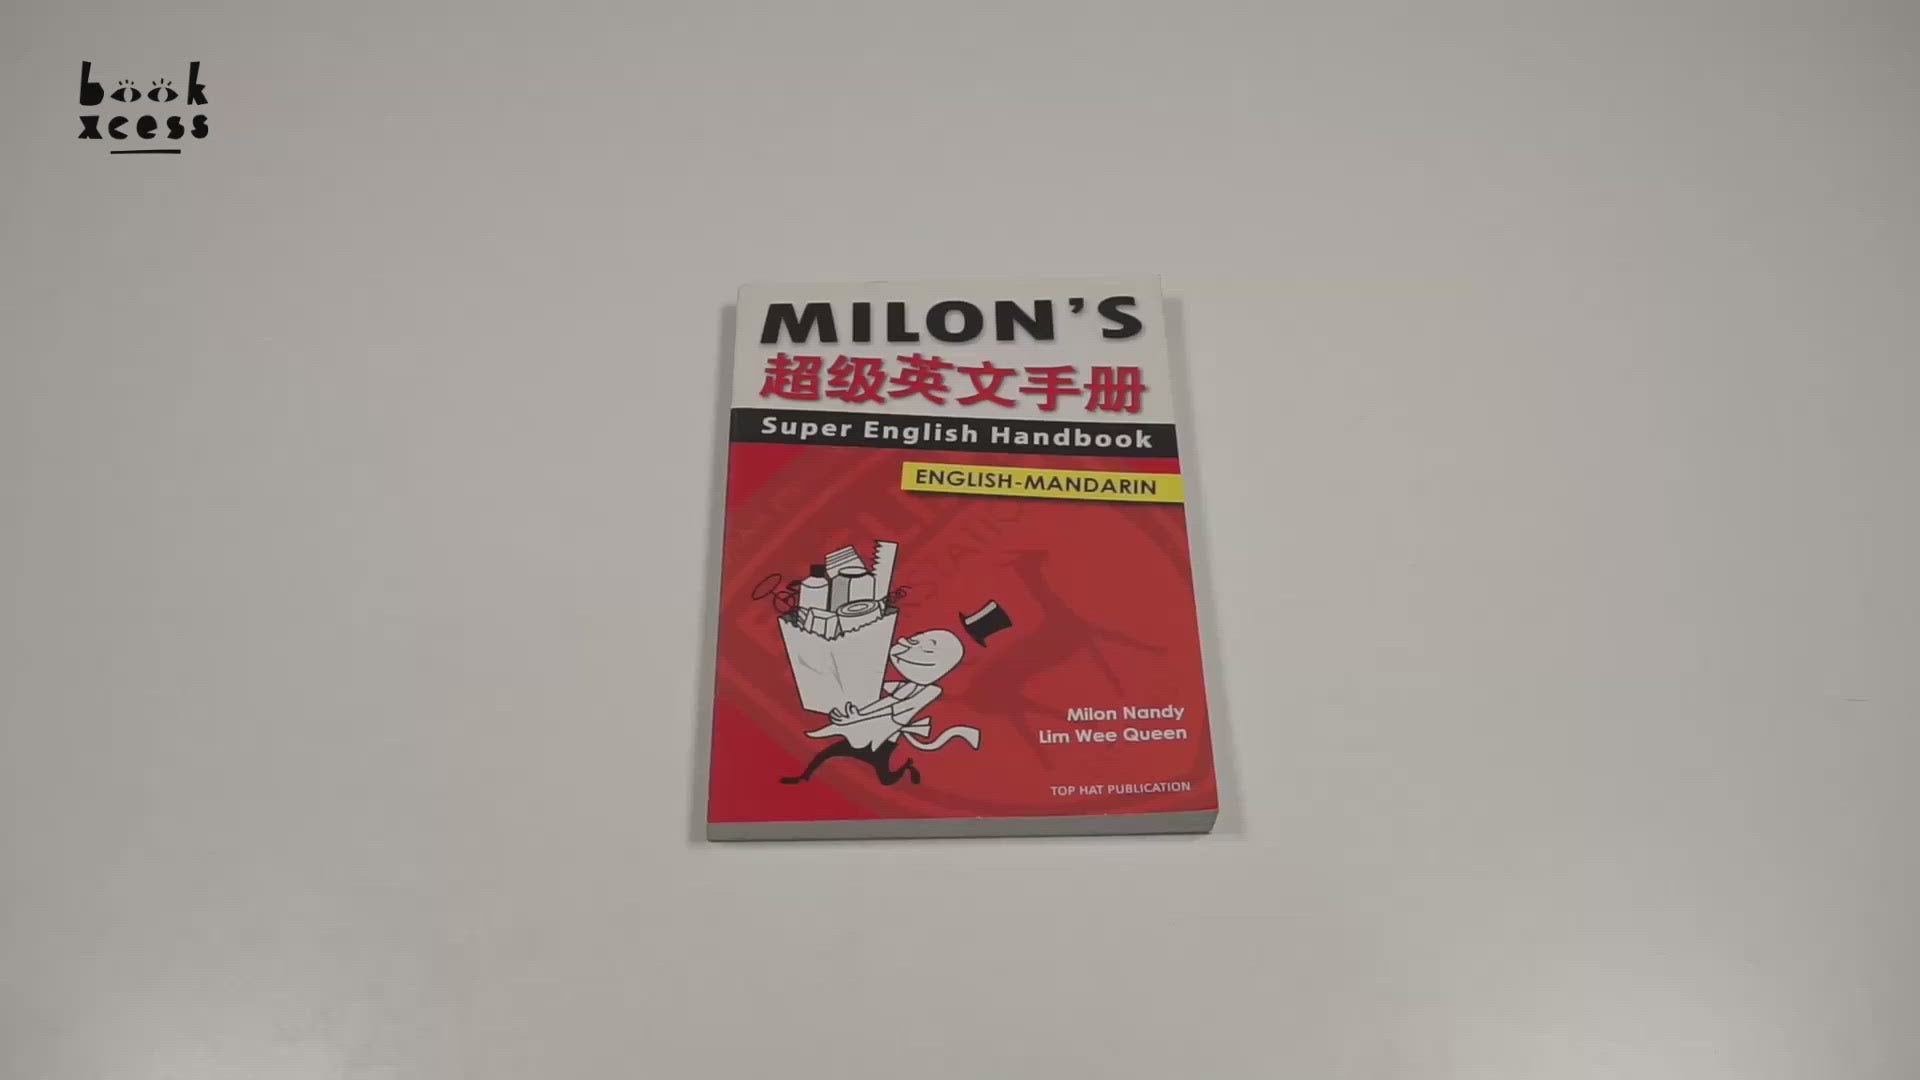 book
xcess
MILON'S
超级英文手册
Super English Handbook
ENGLISH-MANDARIN
Milon Nandy
Lim Wee Queen
TOP HAT PUBLICATION